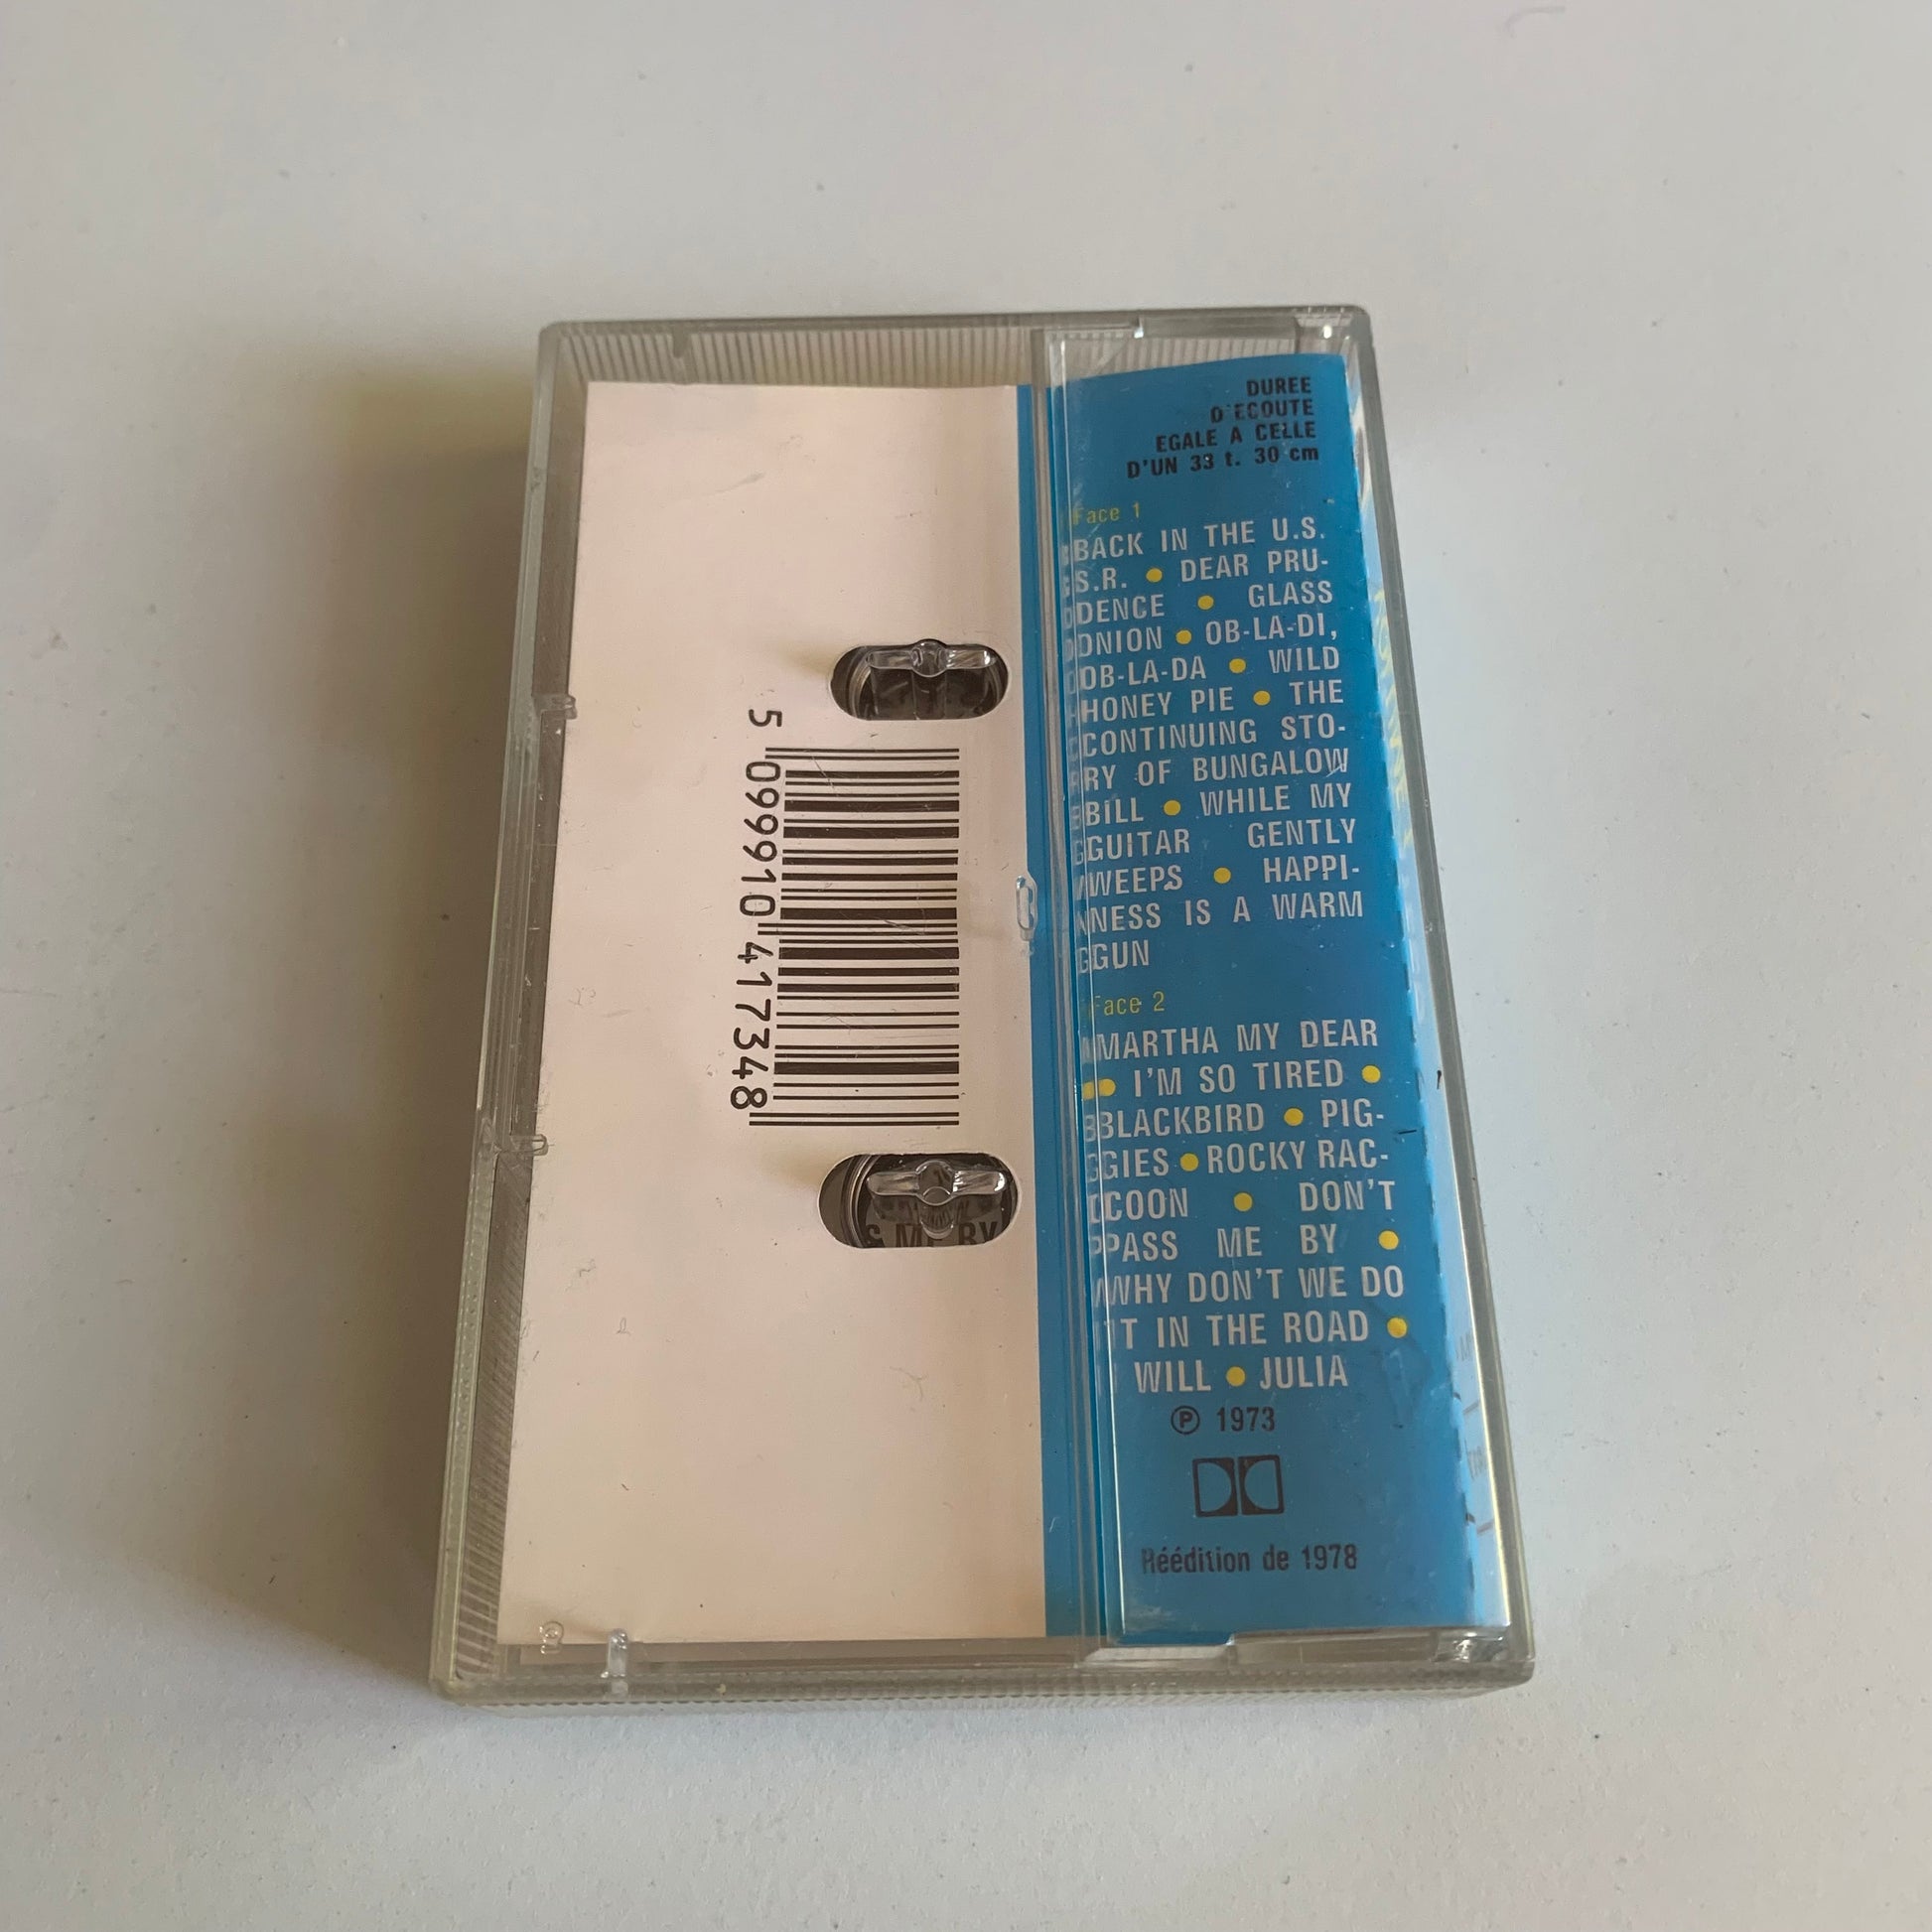 DUREE
D'ECOUTE
EGALE A CELLE
D'UN 33 t. 30 cm
Face 1
BACK IN THE U.S.
S.R. ● DEAR PRU-
DENCE ● GLASS
ONION ● OB-LA-DI,
OB-LA-DA ● WILD
HONEY PIE ● THE
CONTINUING STO-
RY OF BUNGALOW
BILL ● WHILE MY
GUITAR GENTLY
WEEPS ● HAPPI-
NESS IS A WARM
GUN
Face 2
MARTHA MY DEAR
● I'M SO TIRED ●
BLACKBIRD ● PIG-
GIES ● ROCKY RAC-
COON ● DON'T
PASS ME BY ●
WHY DON'T WE DO
IT IN THE ROAD ●
I WILL ● JULIA
Ⓟ 1973
Réédition de 1978
5 099910 417348
S ME BY